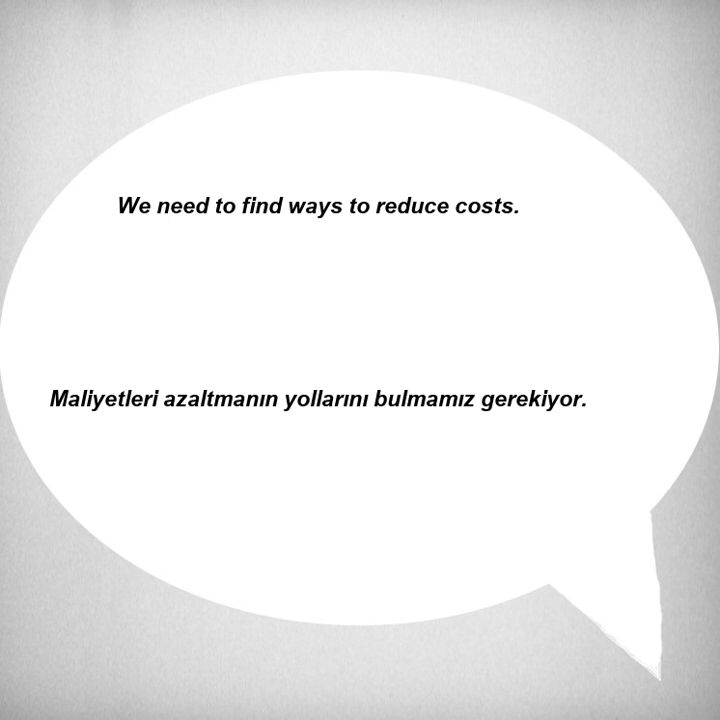 We need to find ways to reduce costs.
Maliyetleri azaltmanın yollarını bulmamız gerekiyor.